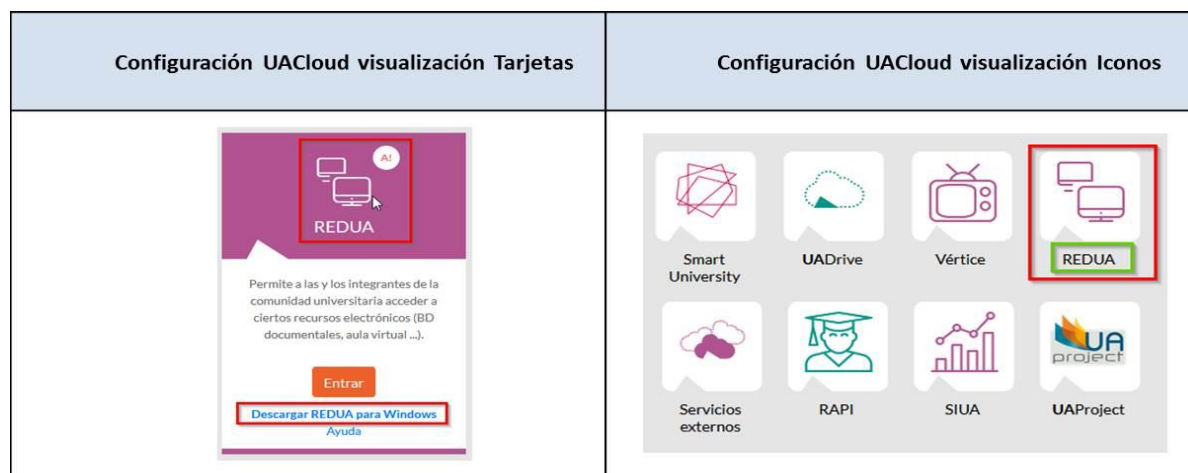 Configuración UACloud visualización Tarjetas
Configuración UACloud visualización Iconos
A!
REDUA
Permite a las y los integrantes de la
comunidad universitaria acceder a
ciertos recursos electrónicos (BD
documentales, aula virtual ...).
Entrar
Descargar REDUA para Windows
Ayuda
Smart
University
UADrive
Vértice
REDUA
UA
project
Servicios
externos
RAPI
SIUA
UAProject